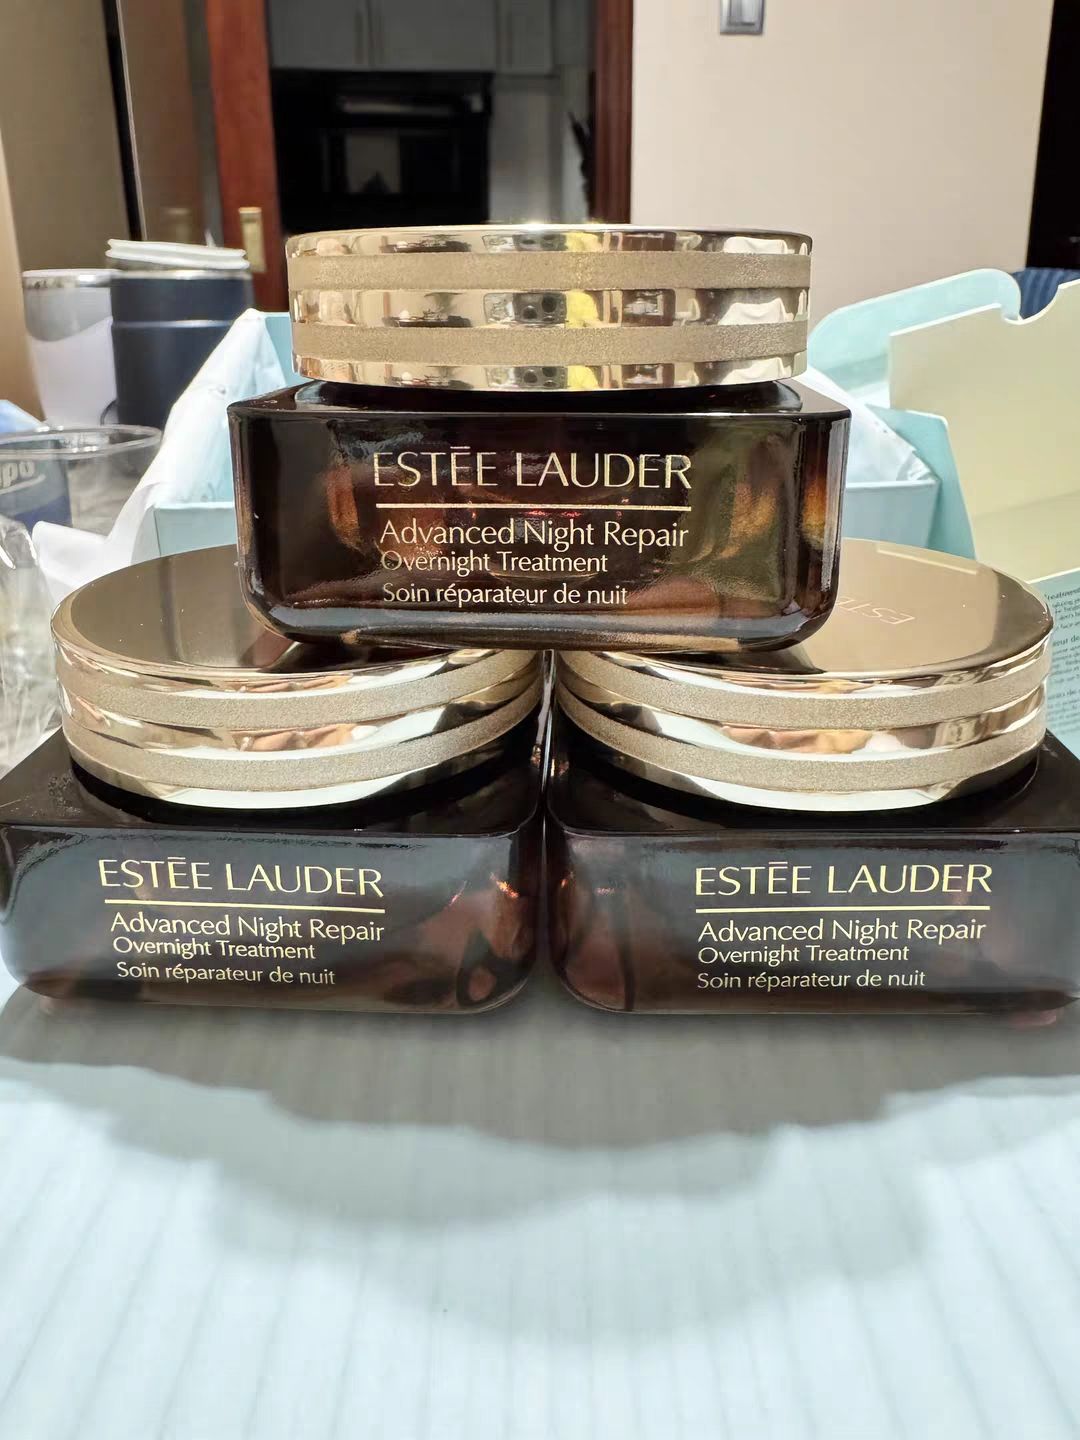 ESTĒE LAUDER
Advanced Night Repair
Overnight Treatment
Soin réparateur de nuit
ESTĒE LAUDER
Advanced Night Repair
Overnight Treatment
Soin réparateur de nuit
ESTĒE LAUDER
Advanced Night Repair
Overnight Treatment
Soin réparateur de nuit